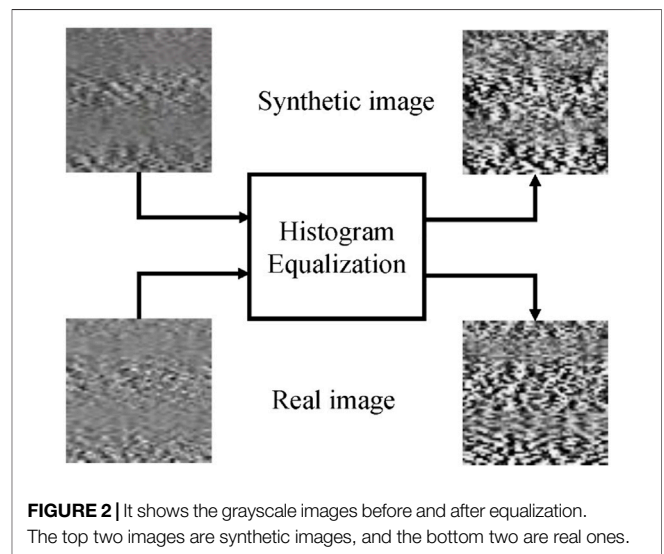 Synthetic image
Histogram
Equalization
Real image
FIGURE 2 | It shows the grayscale images before and after equalization.
The top two images are synthetic images, and the bottom two are real ones.